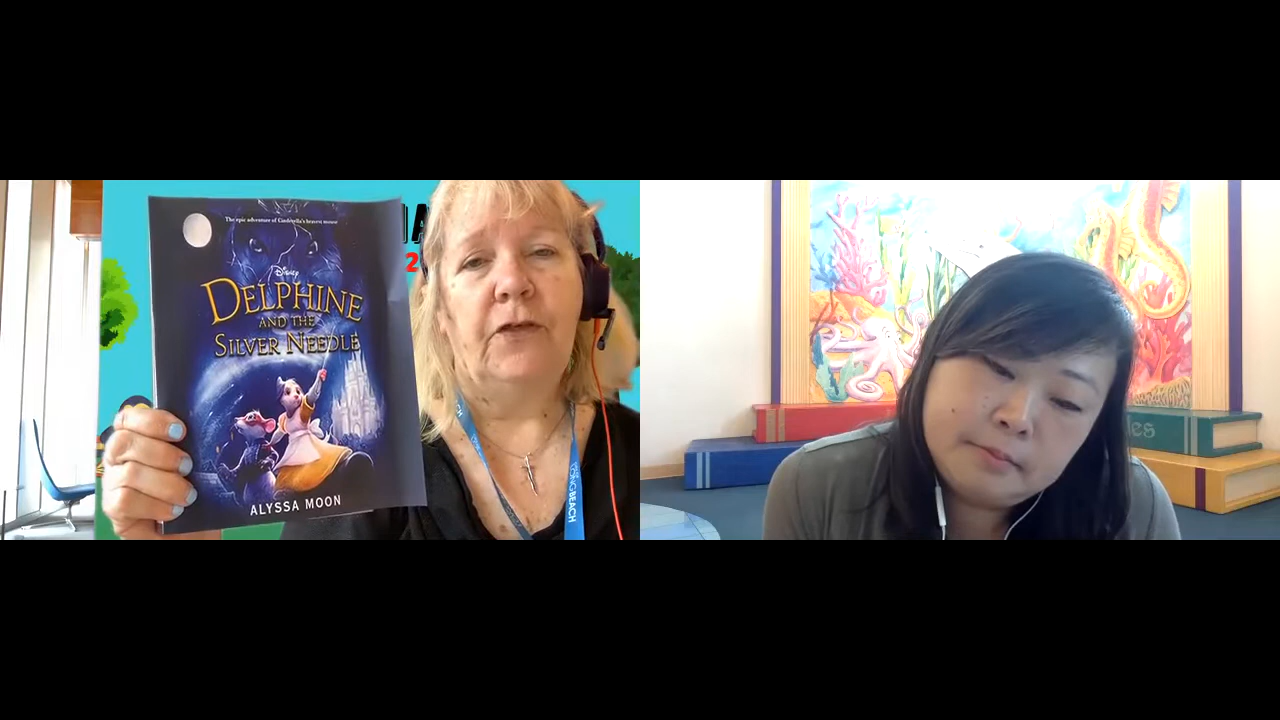 The epic adventure of Cinderella's bravest mouse
Disney
DELPHINE
AND THE
SILVER NEEDLE
ALYSSA MOON